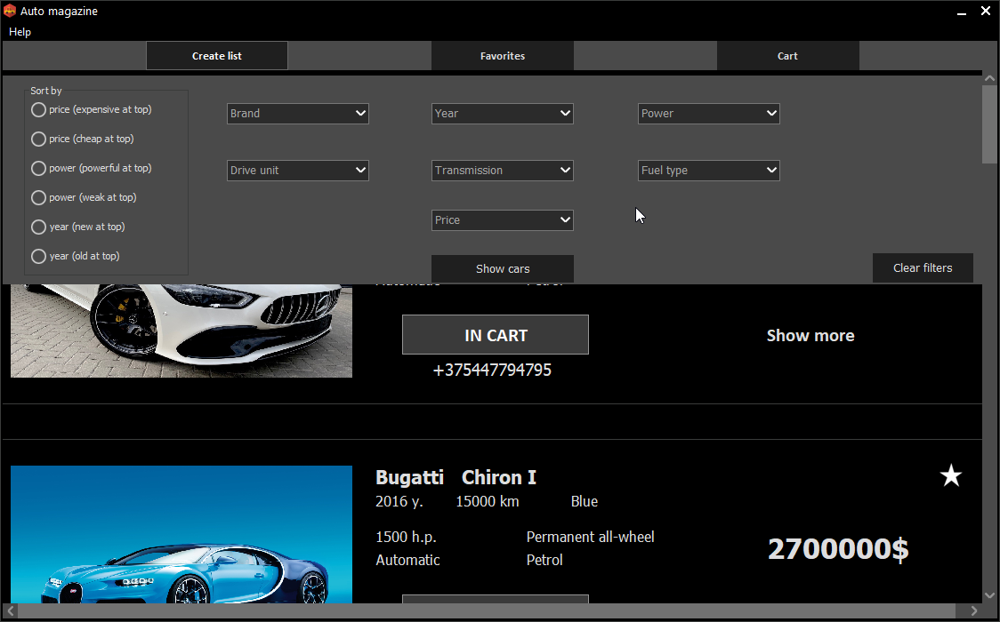 Auto magazine
Help
Create list
Favorites
Cart
Sort by
price (expensive at top)
price (cheap at top)
power (powerful at top)
power (weak at top)
year (new at top)
year (old at top)
Brand
Year
Power
Drive unit
Transmission
Fuel type
Price
Show cars
Clear filters
IN CART
Show more
+375447794795
Bugatti Chiron I
2016 y. 15000 km Blue
1500 h.p. Permanent all-wheel
2700000$
Automatic Petrol